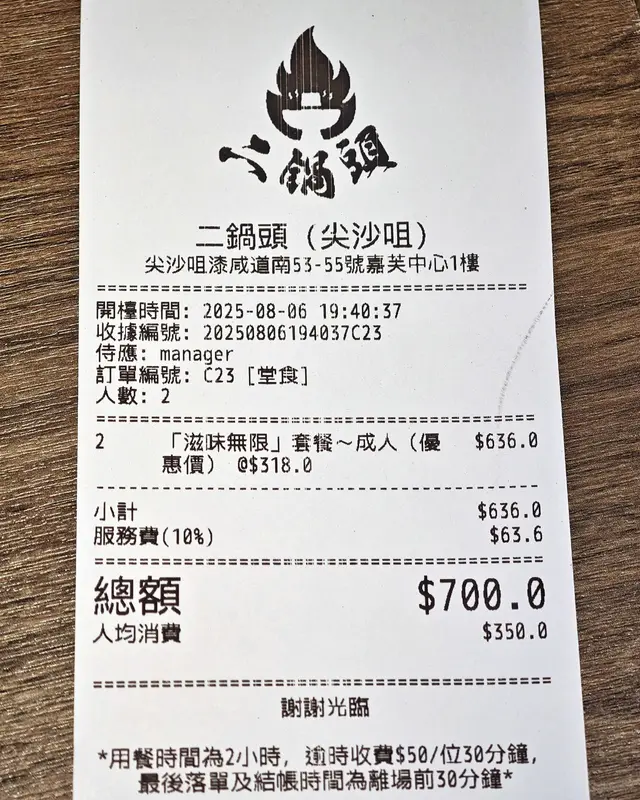 二鍋頭
二鍋頭 (尖沙咀)
尖沙咀漆咸道南53-55號嘉芙中心1樓
開檯時間: 2025-08-06 19:40:37
收據編號: 20250806194037C23
侍應: manager
訂單編號: C23 [堂食]
人數: 2
2 「滋味無限」套餐～成人 (優 $636.0
惠價) @$318.0
小計 $636.0
服務費(10%) $63.6
總額 $700.0
人均消費 $350.0
謝謝光臨
*用餐時間為2小時, 逾時收費$50/位30分鐘,
最後落單及結帳時間為離場前30分鐘*